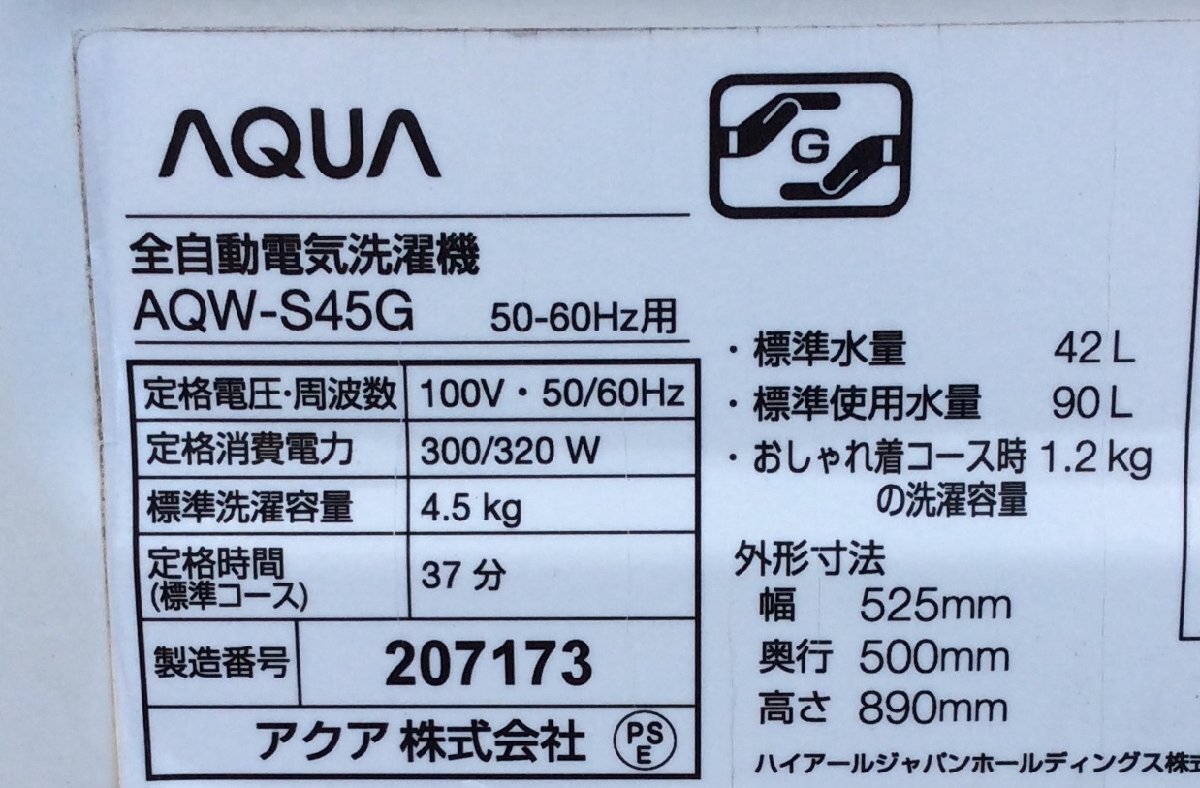 AQUA
G
全自動電気洗濯機
AQW-S45G 50-60Hz用
定格電圧・周波数 100V・50/60Hz
定格消費電力 300/320 W
標準洗濯容量 4.5 kg
定格時間 37 分
(標準コース)
製造番号 207173
アクア株式会社 PSE
・標準水量 42 L
・標準使用水量 90 L
・おしゃれ着コース時 1.2 kg
の洗濯容量
外形寸法
幅 525mm
奥行 500mm
高さ 890mm
ハイアールジャパンホールディングス株式